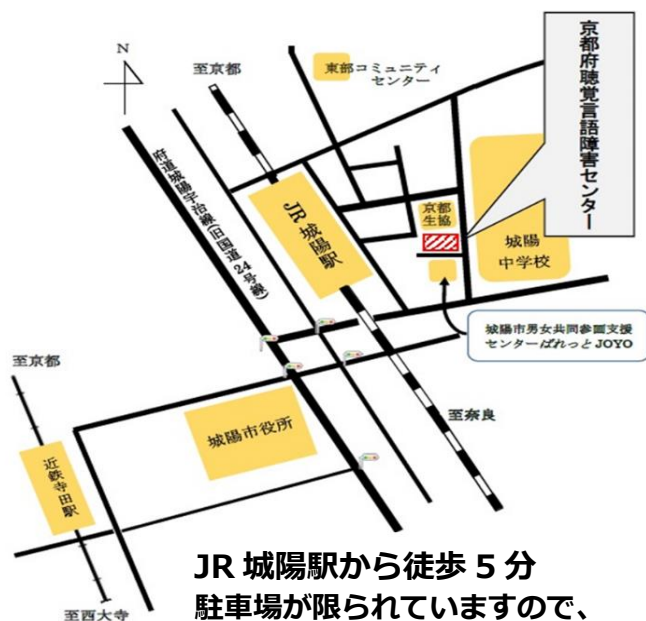 N
至京都
東部コミュニティ
センター
京都府聴覚言語障害センター
府道城陽宇治線(旧国道24号線)
JR城陽駅
京都
生協
城陽
中学校
城陽市男女共同参画支援
センターぱれっとJOYO
至京都
至奈良
城陽市役所
近鉄寺田駅
至西大寺
JR 城陽駅から徒歩 5 分
駐車場が限られていますので、